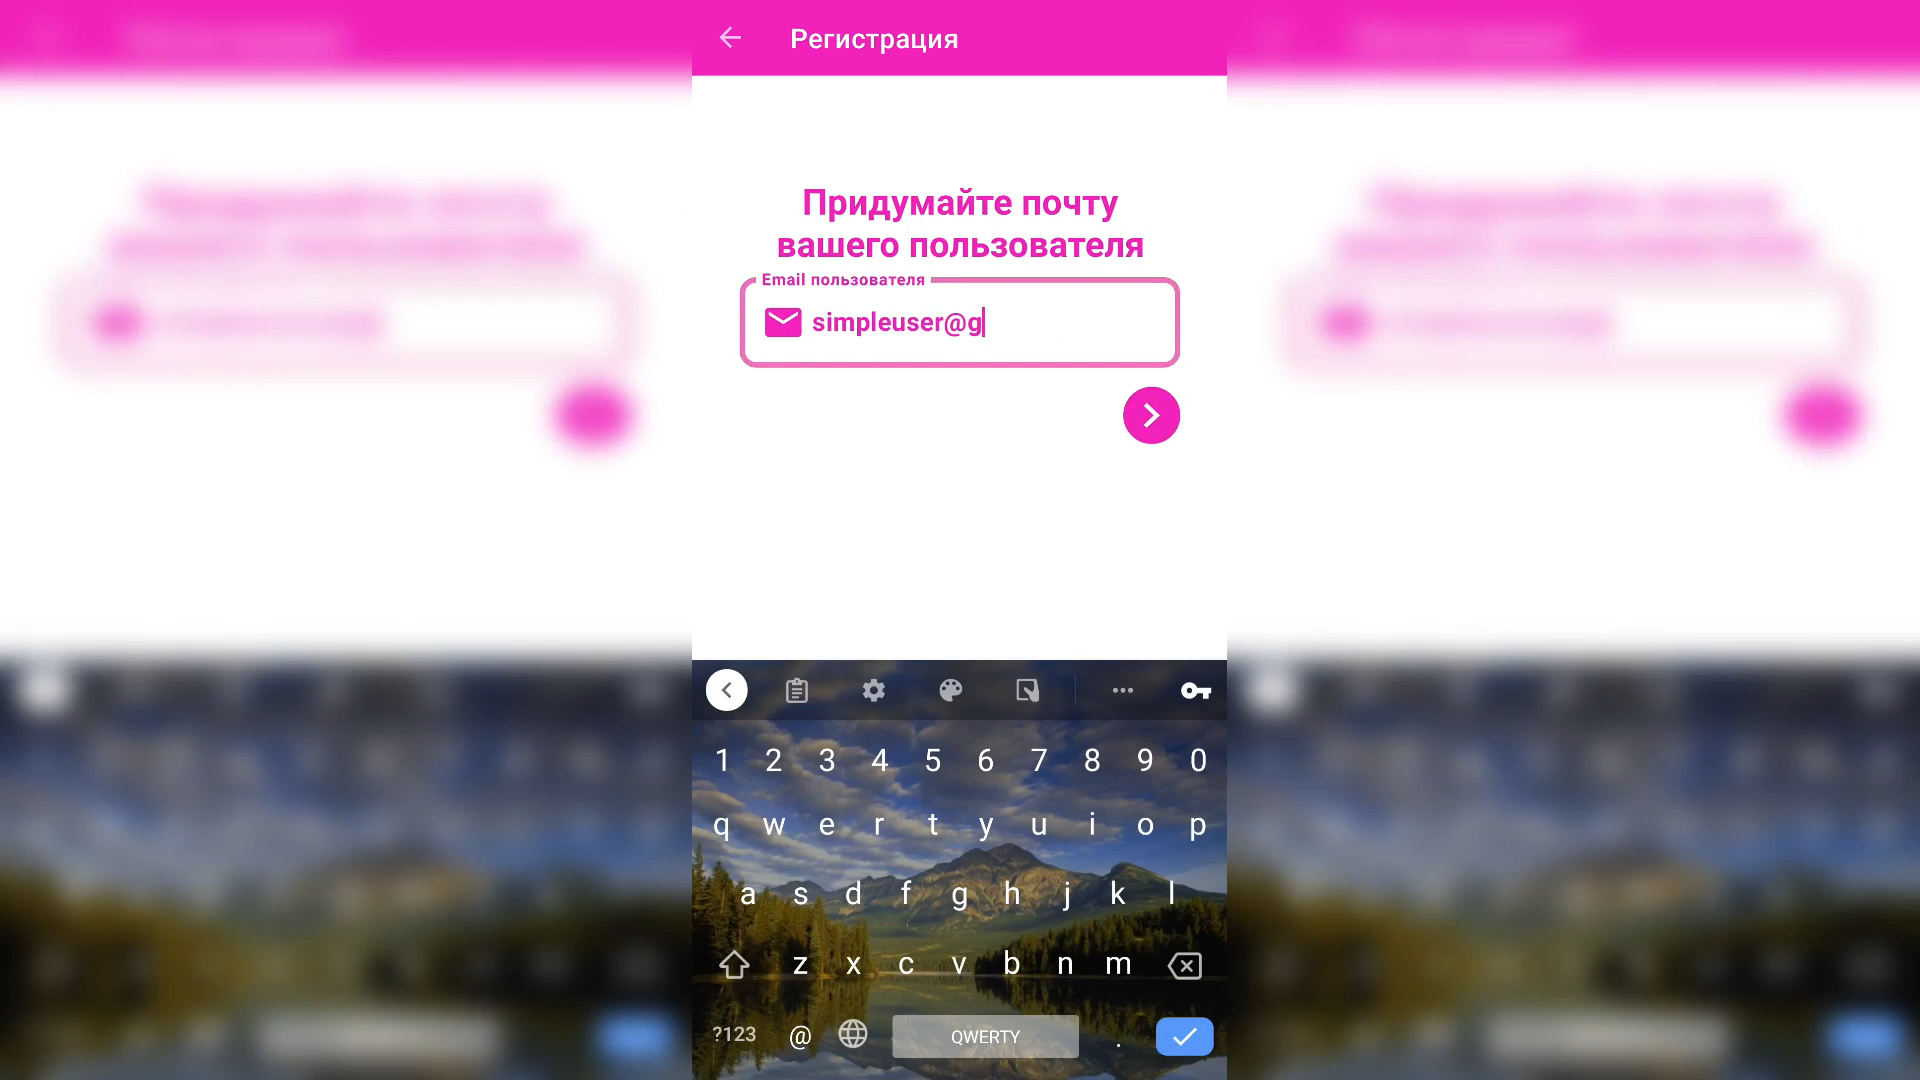 Регистрация
Придумайте почту
вашего пользователя
Email пользователя
simpleuser@g
1 2 3 4 5 6 7 8 9 0
q w e r t y u i o p
a s d f g h j k l
z x c v b n m
?123 @ QWERTY .